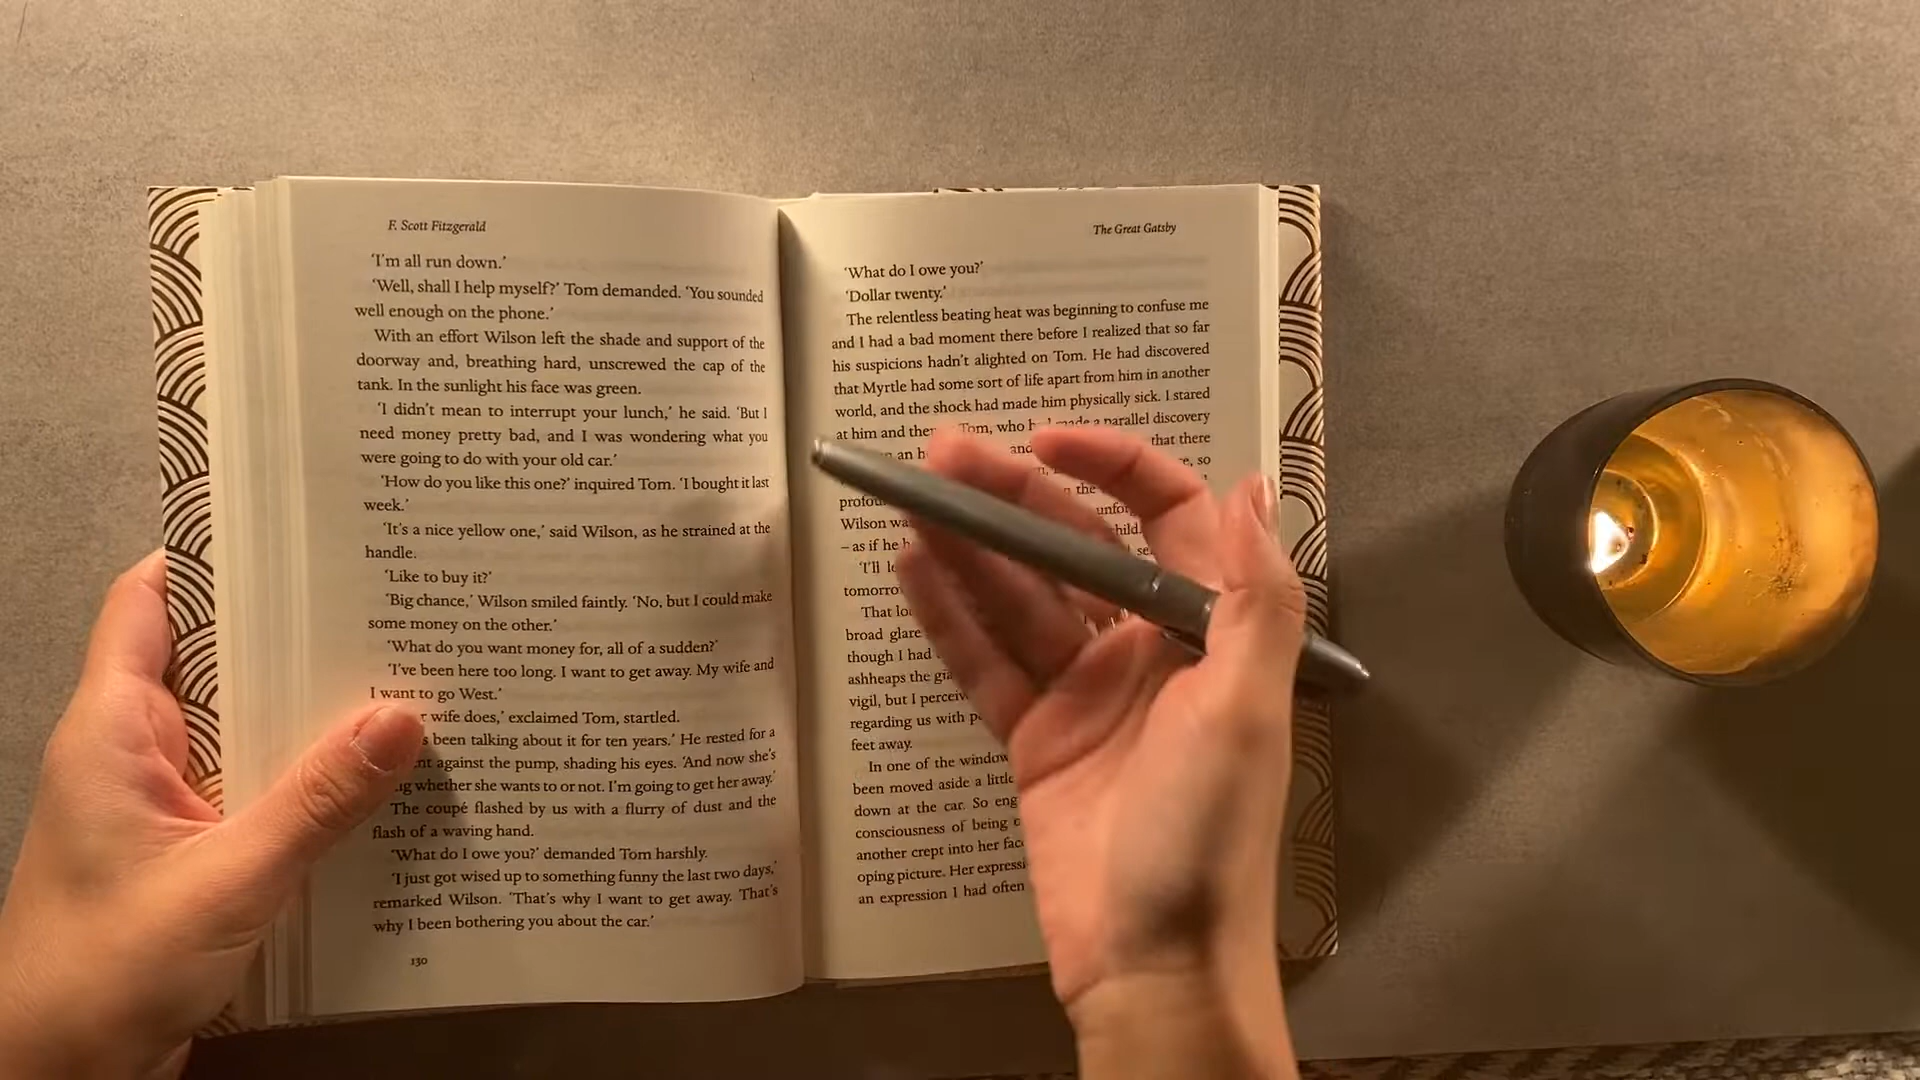 F. Scott Fitzgerald
'I'm all run down.'
'Well, shall I help myself?' Tom demanded. 'You sounded
well enough on the phone.'
With an effort Wilson left the shade and support of the
doorway and, breathing hard, unscrewed the cap of the
tank. In the sunlight his face was green.
'I didn't mean to interrupt your lunch,' he said. 'But I
need money pretty bad, and I was wondering what you
were going to do with your old car.'
'How do you like this one?' inquired Tom. 'I bought it last
week.'
'It's a nice yellow one,' said Wilson, as he strained at the
handle.
'Like to buy it?'
'Big chance,' Wilson smiled faintly. 'No, but I could make
some money on the other.'
'What do you want money for, all of a sudden?'
'I've been here too long. I want to get away. My wife and
I want to go West.'
wife does,' exclaimed Tom, startled.
been talking about it for ten years.' He rested for a
against the pump, shading his eyes. 'And now she's
whether she wants to or not. I'm going to get her away.'
The coupé flashed by us with a flurry of dust and the
flash of a waving hand.
'What do I owe you?' demanded Tom harshly.
'I just got wised up to something funny the last two days,'
remarked Wilson. 'That's why I want to get away. That's
why I been bothering you about the car.'
130
The Great Gatsby
'What do I owe you?'
'Dollar twenty.'
The relentless beating heat was beginning to confuse me
and I had a bad moment there before I realized that so far
his suspicions hadn't alighted on Tom. He had discovered
that Myrtle had some sort of life apart from him in another
world, and the shock had made him physically sick. I stared
at him and then Tom, who had made a parallel discovery
an and that there
so
the
Wilson
– as if he
'I'll
That
broad glare
though I had
ashheaps the
vigil, but I
regarding us with
feet away.
In one of the window
been moved aside a little
down at the car. So
consciousness of being
another crept into her
oping picture. Her
an expression I had often